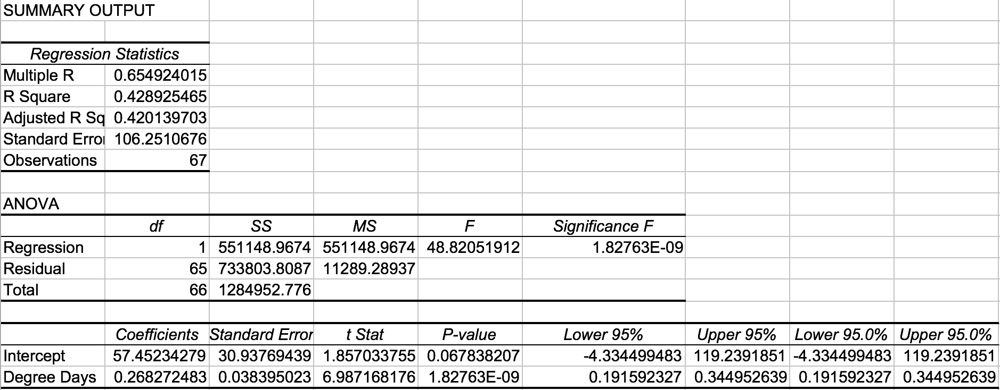 SUMMARY OUTPUT
Regression Statistics
Multiple R 0.654924015
R Square 0.428925465
Adjusted R Sq 0.420139703
Standard Erro 106.2510676
Observations 67
ANOVA
df SS MS F Significance F
Regression 1 551148.9674 551148.9674 48.82051912 1.82763E-09
Residual 65 733803.8087 11289.28937
Total 66 1284952.776
Coefficients Standard Error t Stat P-value Lower 95% Upper 95% Lower 95.0% Upper 95.0%
Intercept 57.45234279 30.93769439 1.857033755 0.067838207 -4.334499483 119.2391851 -4.334499483 119.2391851
Degree Days 0.268272483 0.038395023 6.987168176 1.82763E-09 0.191592327 0.344952639 0.191592327 0.344952639